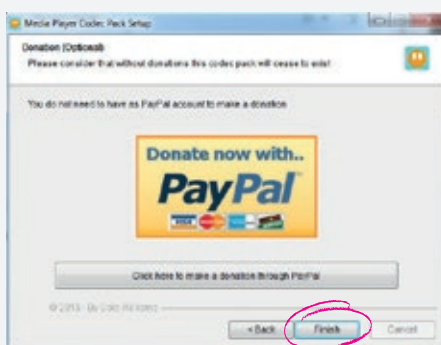 Media Player Codec Pack Setup
Donation (Optional)
Please consider that without donations this codec pack will cease to exist
You do not need to have as PayPal account to make a donation
Donate now with..
PayPal
VISA
Click here to make a donation through PayPal
< Back Finish Cancel